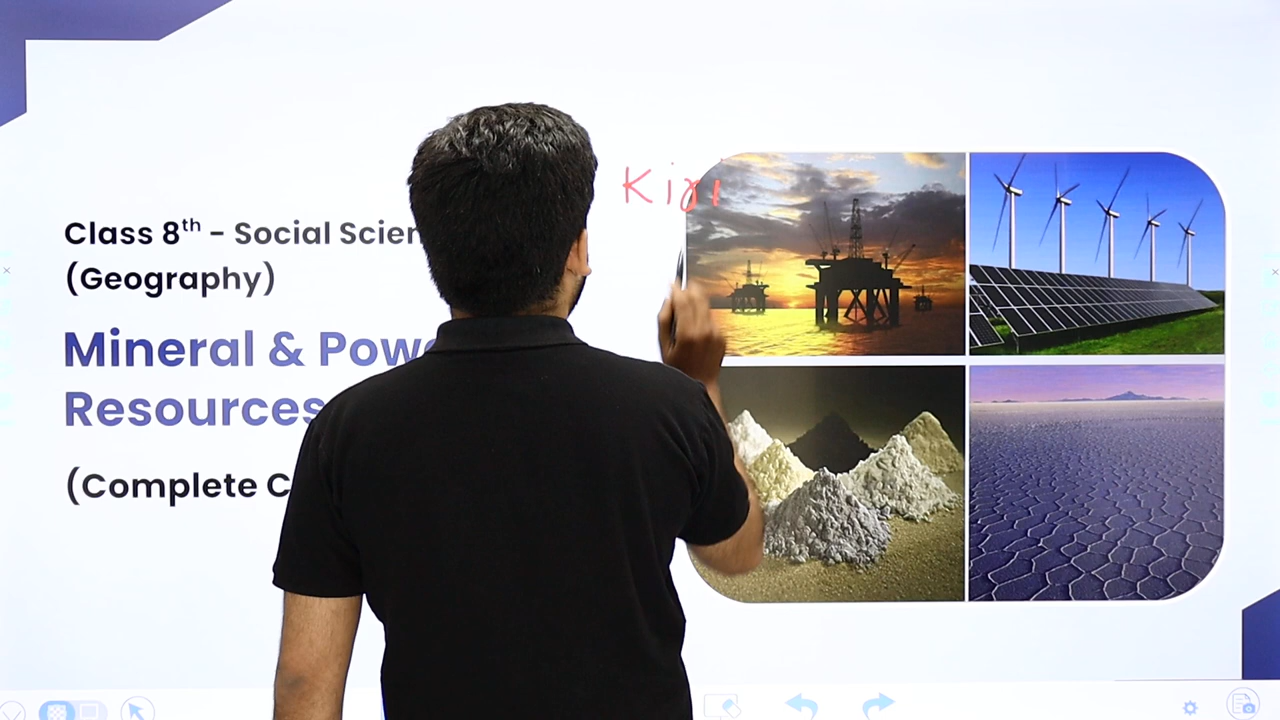 Class 8th - Social Scien
(Geography)
Mineral & Powe
Resources
(Complete C